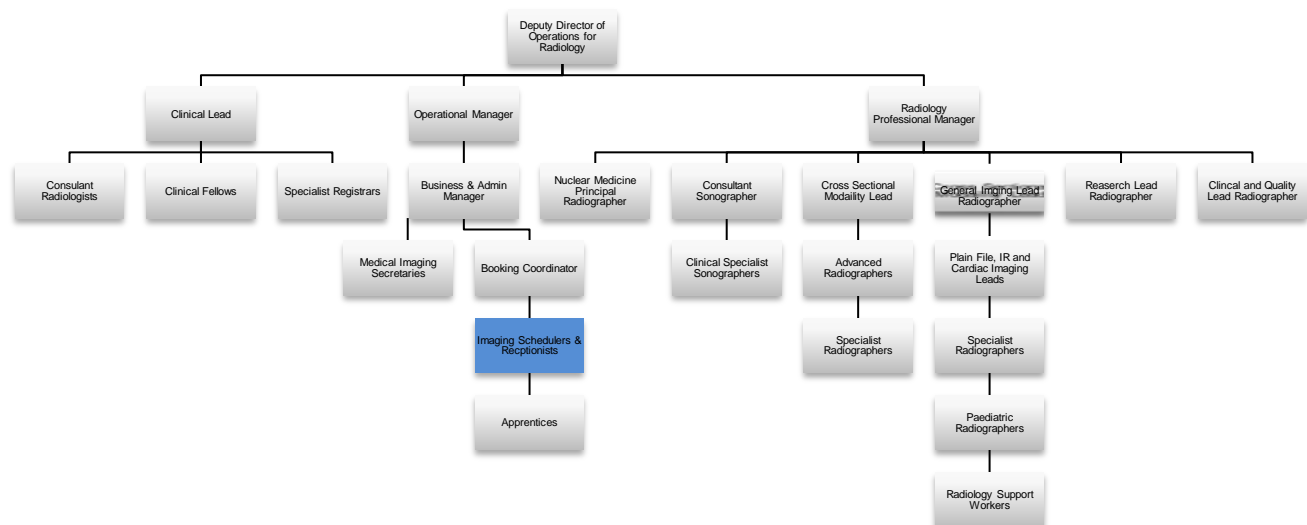 Deputy Director of
Operations for
Radiology
Clinical Lead
Operational Manager
Radiology
Professional Manager
Consulant
Radiologists
Clinical Fellows
Specialist Registrars
Business & Admin
Manager
Nuclear Medicine
Principal
Radiographer
Consultant
Sonographer
Cross Sectional
Modaility Lead
General Imging Lead
Radiographer
Reaserch Lead
Radiographer
Clincal and Quality
Lead Radiographer
Medical Imaging
Secretaries
Booking Coordinator
Clinical Specialist
Sonographers
Advanced
Radiographers
Plain File, IR and
Cardiac Imaging
Leads
Imaging Schedulers &
Recptionists
Specialist
Radiographers
Specialist
Radiographers
Apprentices
Paediatric
Radiographers
Radiology Support
Workers